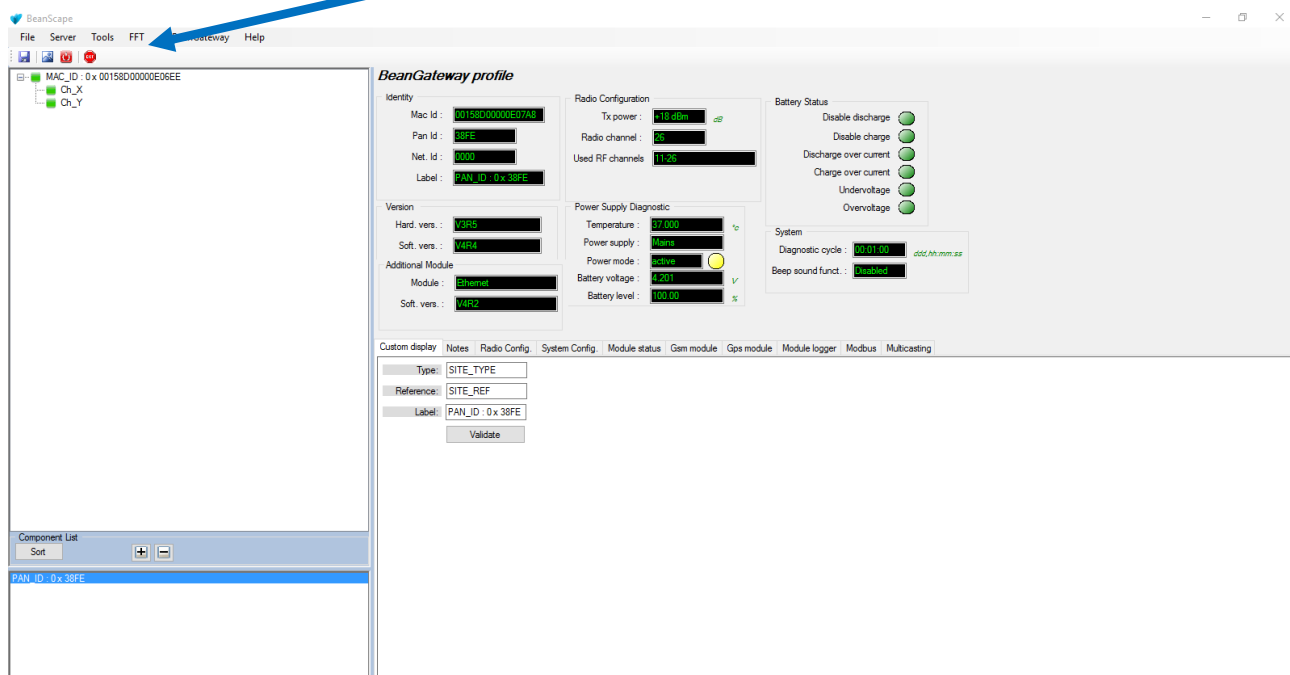 BeanScape
File Server Tools FFT Gateway Help
MAC_ID : 0 x 00158D00000E06EE
Ch_X
Ch_Y
Component List
Sort
PAN_ID : 0 x 38FE
BeanGateway profile
Identity
Mac Id : 00158D00000E07A8
Pan Id : 38FE
Net. Id : 0000
Label : PAN_ID : 0 x 38FE
Radio Configuration
Tx power : +18 dBm dB
Radio channel : 26
Used RF channels 11-26
Battery Status
Disable discharge
Disable charge
Discharge over current
Charge over current
Undervoltage
Overvoltage
Version
Hard. vers. : V3R5
Soft. vers. : V4R4
Additional Module
Module : Ethernet
Soft. vers. : V4R2
Power Supply Diagnostic
Temperature : 37.000 °c
Power supply : Mains
Power mode : active
Battery voltage : 4.201 V
Battery level : 100.00 %
System
Diagnostic cycle : 00:01:00 ddd,hh:mm:ss
Beep sound funct. : Disabled
Custom display Notes Radio Config. System Config. Module status Gsm module Gps module Module logger Modbus Multicasting
Type: SITE_TYPE
Reference: SITE_REF
Label: PAN_ID : 0 x 38FE
Validate